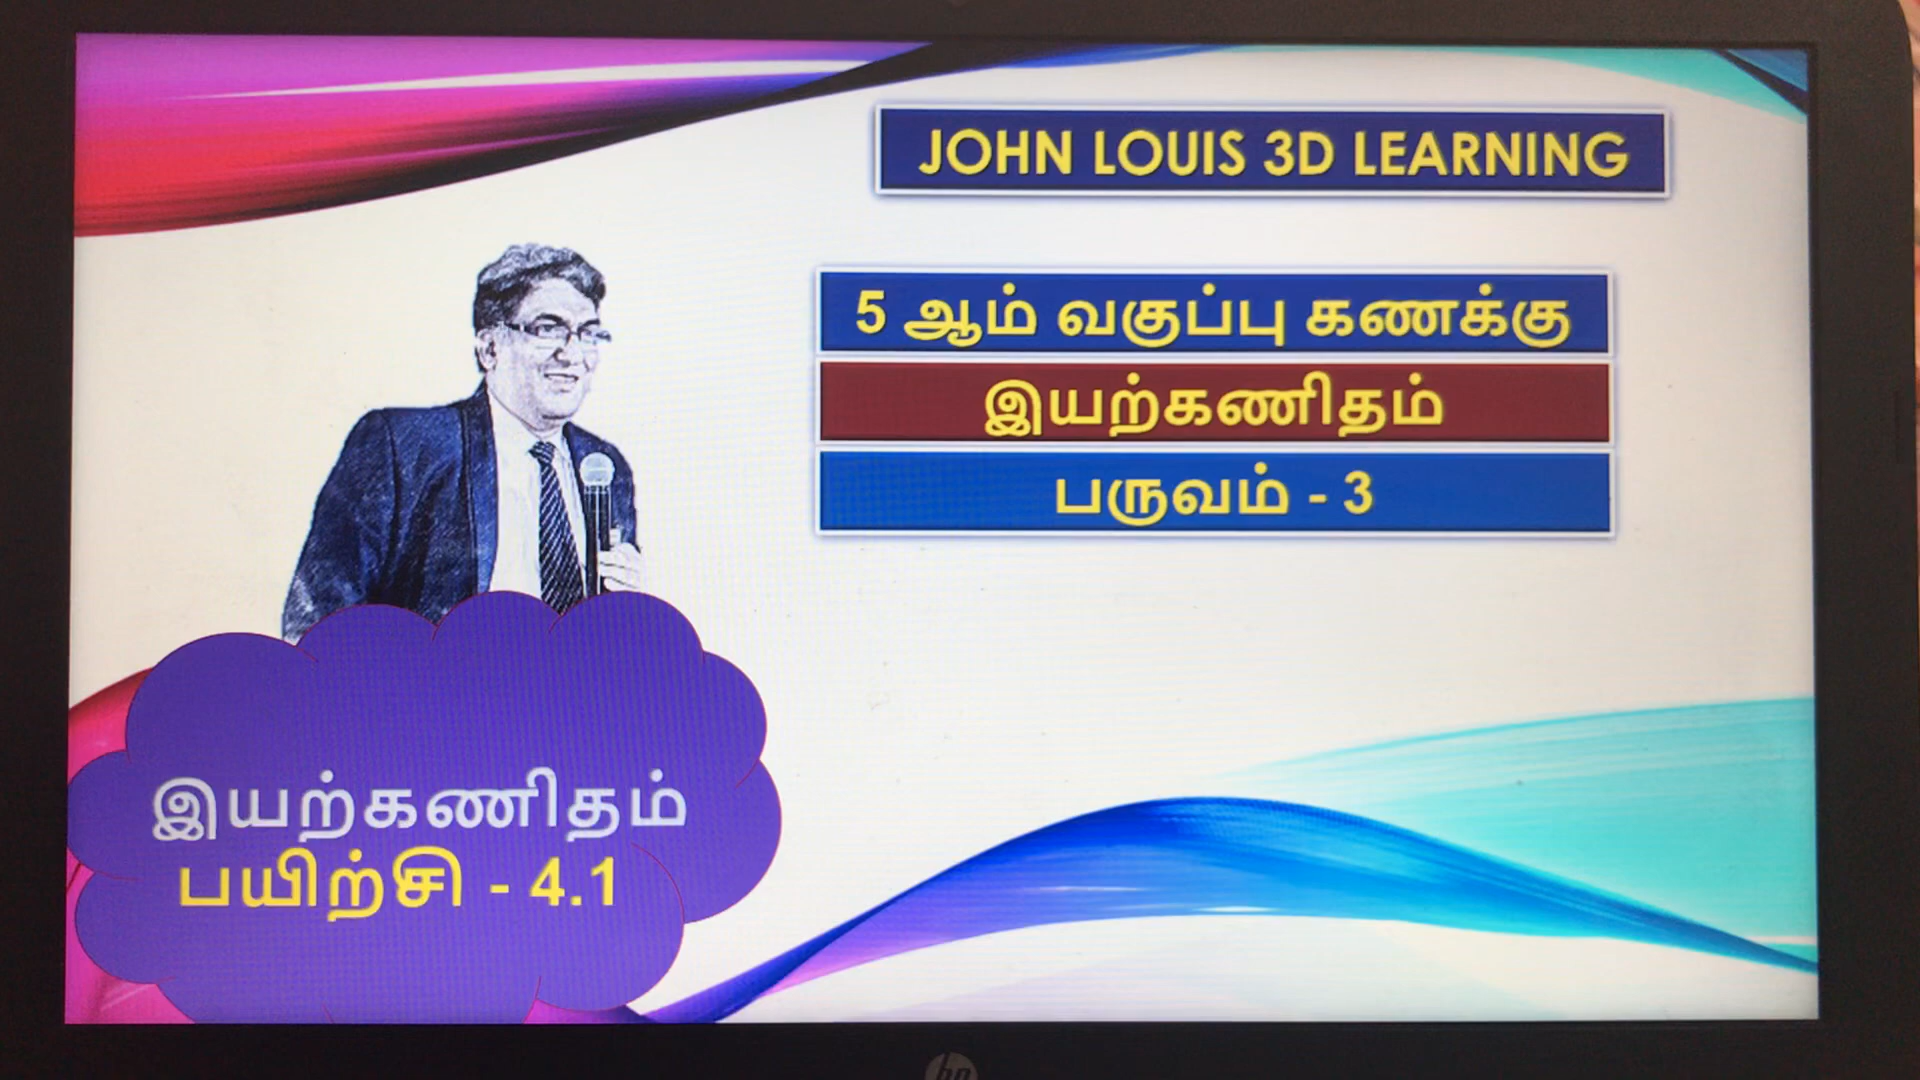 JOHN LOUIS 3D LEARNING
5 ஆம் வகுப்பு கணக்கு
இயற்கணிதம்
பருவம் - 3
இயற்கணிதம்
பயிற்சி - 4.1
hp